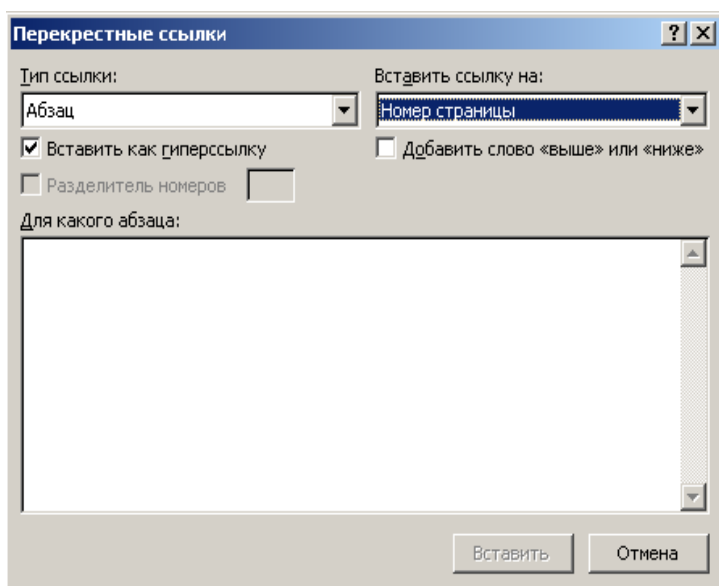 Перекрестные ссылки
Тип ссылки:
Вставить ссылку на:
Абзац
Номер страницы
Вставить как гиперссылку
Добавить слово «выше» или «ниже»
Разделитель номеров
Для какого абзаца:
Вставить
Отмена